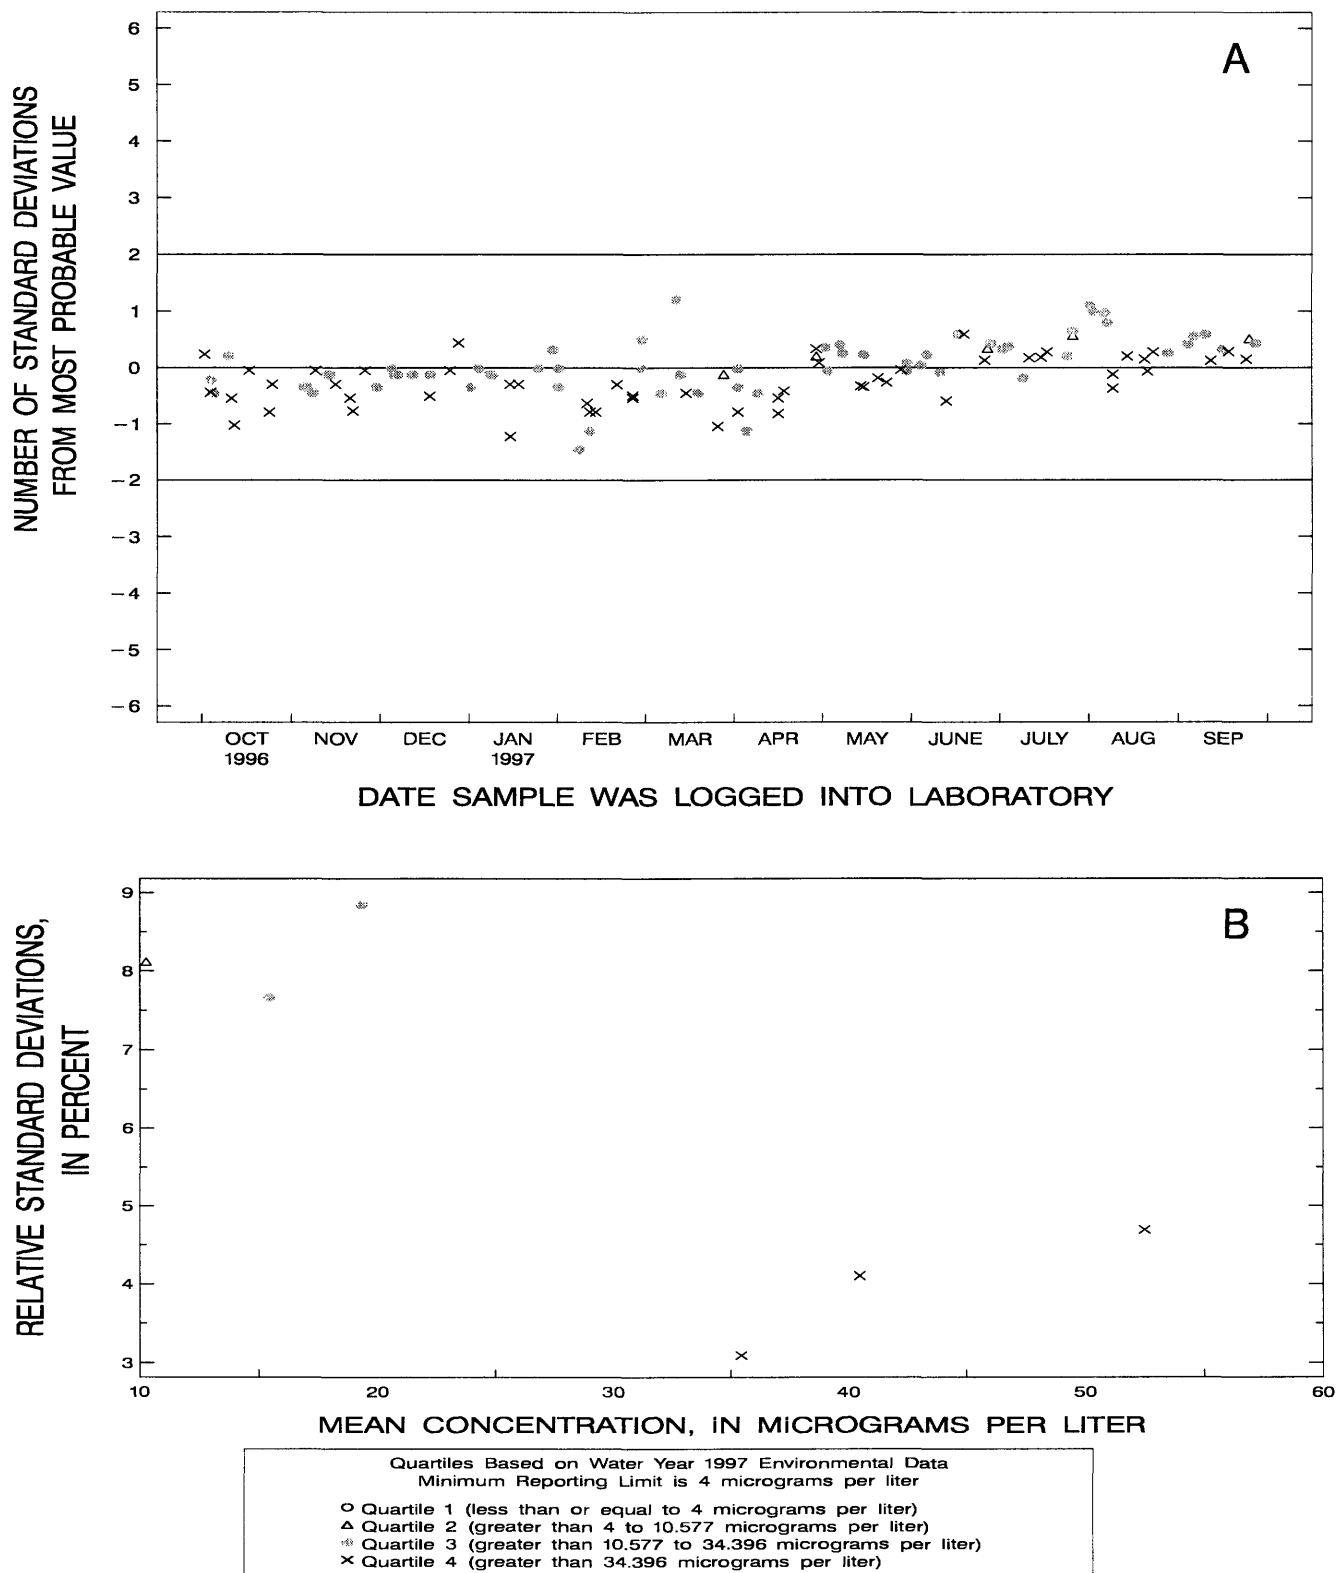 A
NUMBER OF STANDARD DEVIATIONS
FROM MOST PROBABLE VALUE
6
5
4
3
2
1
0
−1
−2
−3
−4
−5
−6
OCT NOV DEC JAN FEB MAR APR MAY JUNE JULY AUG SEP
1996 1997
DATE SAMPLE WAS LOGGED INTO LABORATORY
B
RELATIVE STANDARD DEVIATIONS,
IN PERCENT
9
8
7
6
5
4
3
10 20 30 40 50 60
MEAN CONCENTRATION, IN MICROGRAMS PER LITER
Quartiles Based on Water Year 1997 Environmental Data
Minimum Reporting Limit is 4 micrograms per liter
Quartile 1 (less than or equal to 4 micrograms per liter)
Quartile 2 (greater than 4 to 10.577 micrograms per liter)
Quartile 3 (greater than 10.577 to 34.396 micrograms per liter)
Quartile 4 (greater than 34.396 micrograms per liter)